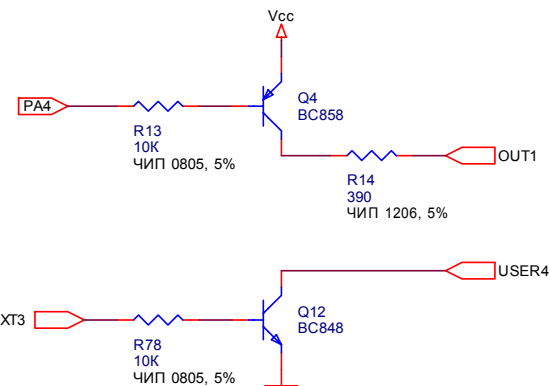 Vcc
PA4
Q4
BC858
R13
10K
ЧИП 0805, 5%
OUT1
R14
390
ЧИП 1206, 5%
USER4
XT3
Q12
BC848
R78
10K
ЧИП 0805, 5%